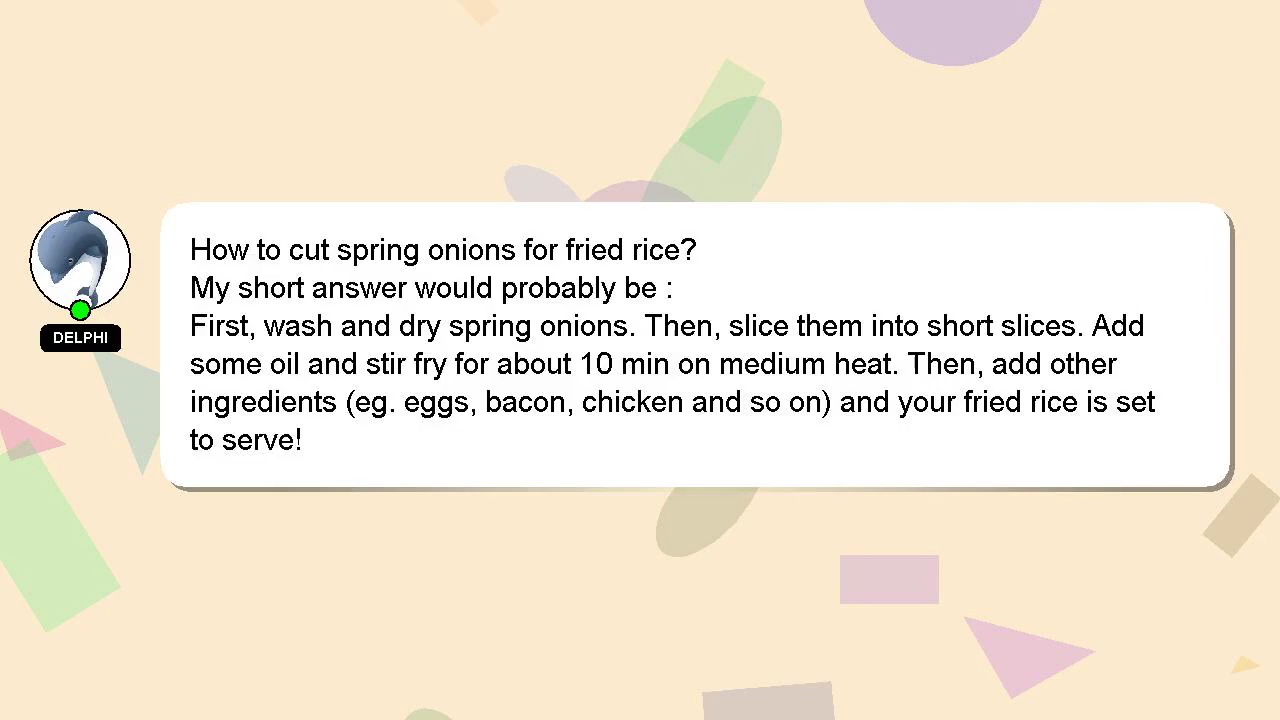 How to cut spring onions for fried rice?
My short answer would probably be :
First, wash and dry spring onions. Then, slice them into short slices. Add
some oil and stir fry for about 10 min on medium heat. Then, add other
ingredients (eg. eggs, bacon, chicken and so on) and your fried rice is set
to serve!
DELPHI